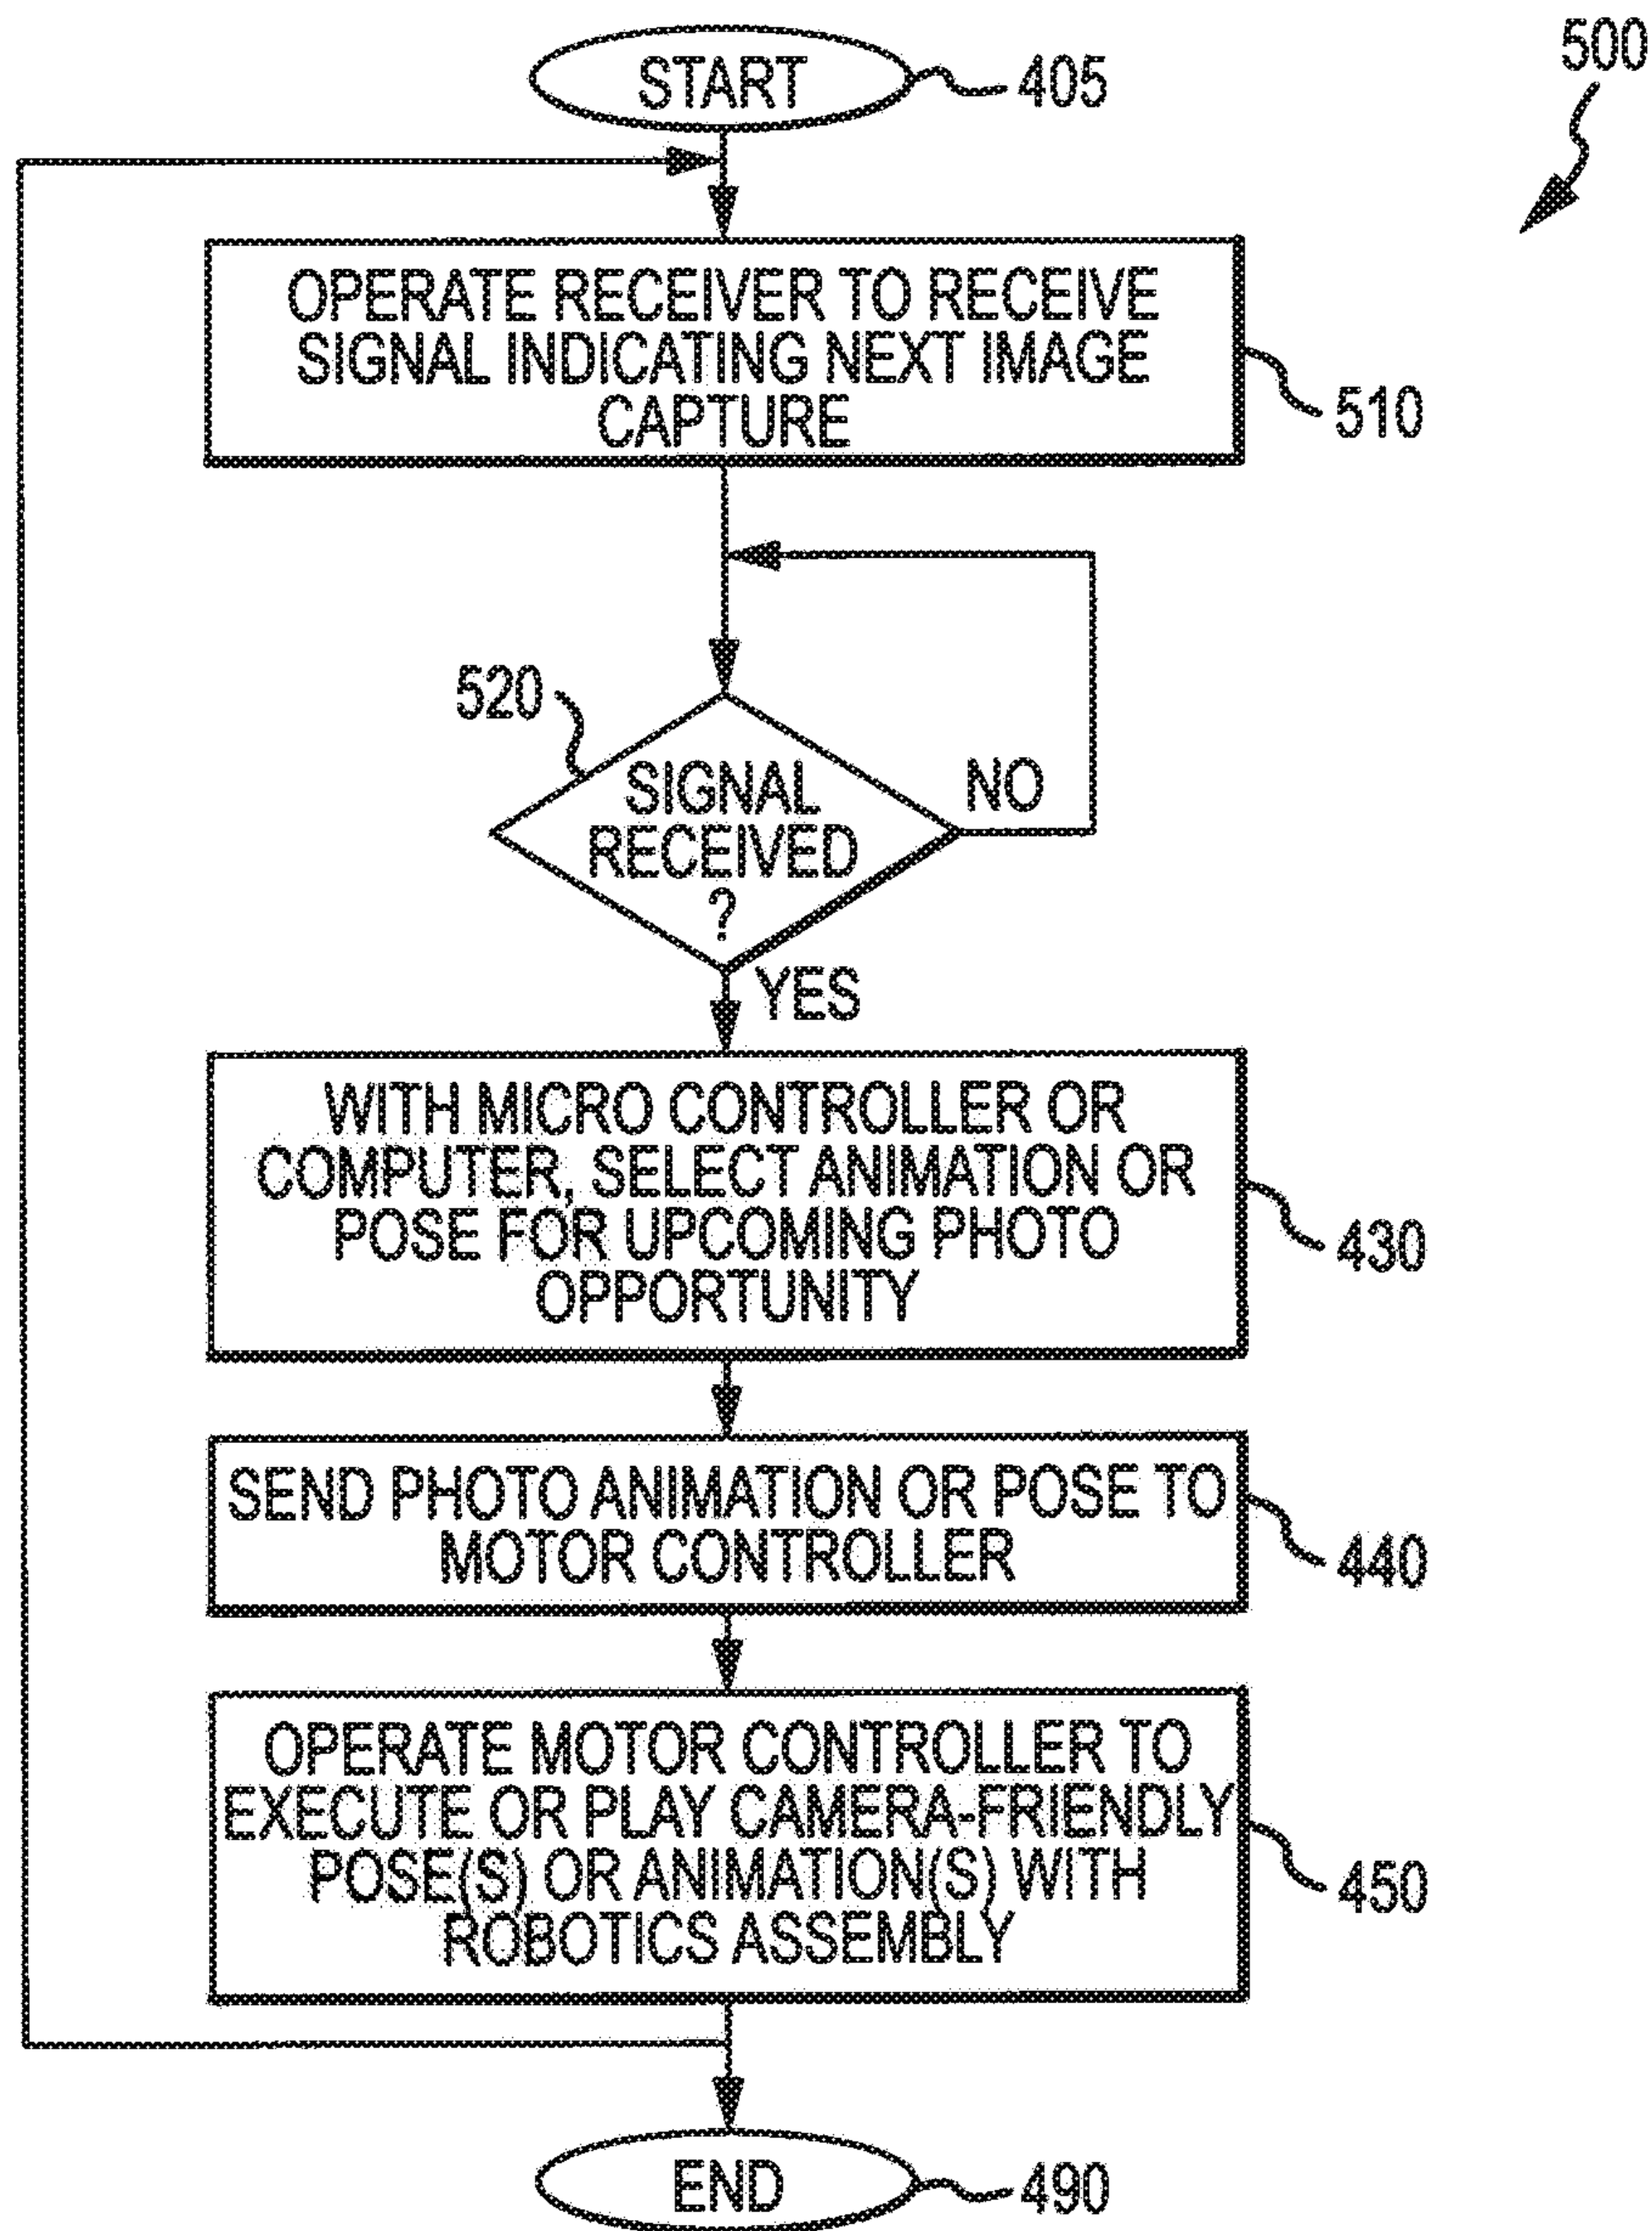 500
START
405
OPERATE RECEIVER TO RECEIVE
SIGNAL INDICATING NEXT IMAGE
CAPTURE
510
520
SIGNAL
RECEIVED
?
NO
YES
WITH MICRO CONTROLLER OR
COMPUTER, SELECT ANIMATION OR
POSE FOR UPCOMING PHOTO
OPPORTUNITY
430
SEND PHOTO ANIMATION OR POSE TO
MOTOR CONTROLLER
440
OPERATE MOTOR CONTROLLER TO
EXECUTE OR PLAY CAMERA-FRIENDLY
POSE(S) OR ANIMATION(S) WITH
ROBOTICS ASSEMBLY
450
END
490